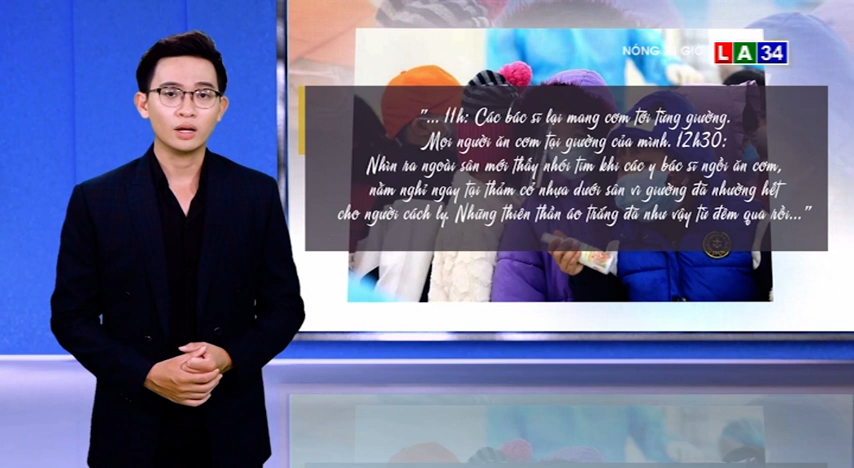 NÓNG GIỜ LA34
"... 11h: Các bác sĩ lại mang cơm tới từng giường.
Mọi người ăn cơm tại giường của mình. 12h30:
Nhìn ra ngoài sân mới thấy nhói tim khi các y bác sĩ ngồi ăn cơm,
nằm nghỉ ngay tại thảm cỏ nhựa dưới sân vì giường đã nhường hết
cho người cách ly. Những thiên thần áo trắng đã như vậy từ đêm qua rồi..."